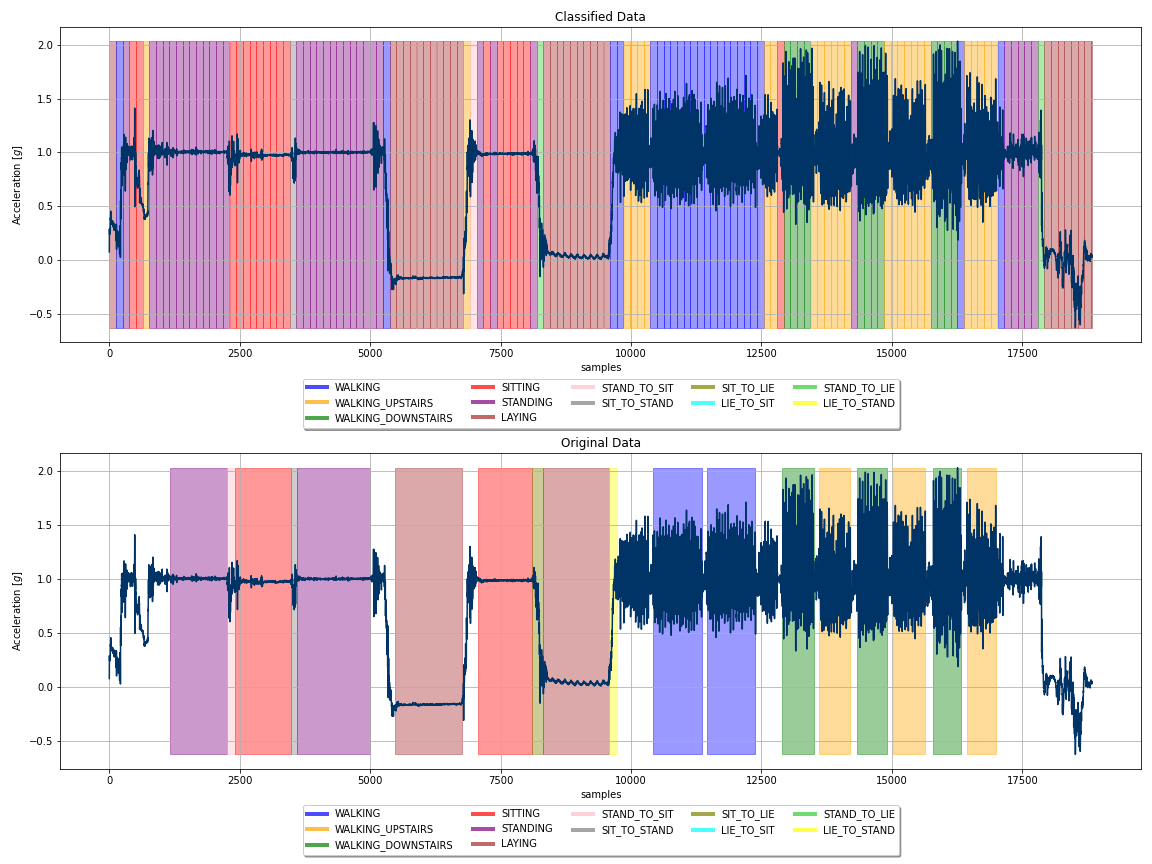 Classified Data
2.0
1.5
1.0
0.5
0.0
−0.5
Acceleration [g]
0 2500 5000 7500 10000 12500 15000 17500
samples
WALKING SITTING STAND_TO_SIT SIT_TO_LIE STAND_TO_LIE
WALKING_UPSTAIRS STANDING SIT_TO_STAND LIE_TO_SIT LIE_TO_STAND
WALKING_DOWNSTAIRS LAYING
Original Data
2.0
1.5
1.0
0.5
0.0
−0.5
Acceleration [g]
0 2500 5000 7500 10000 12500 15000 17500
samples
WALKING SITTING STAND_TO_SIT SIT_TO_LIE STAND_TO_LIE
WALKING_UPSTAIRS STANDING SIT_TO_STAND LIE_TO_SIT LIE_TO_STAND
WALKING_DOWNSTAIRS LAYING